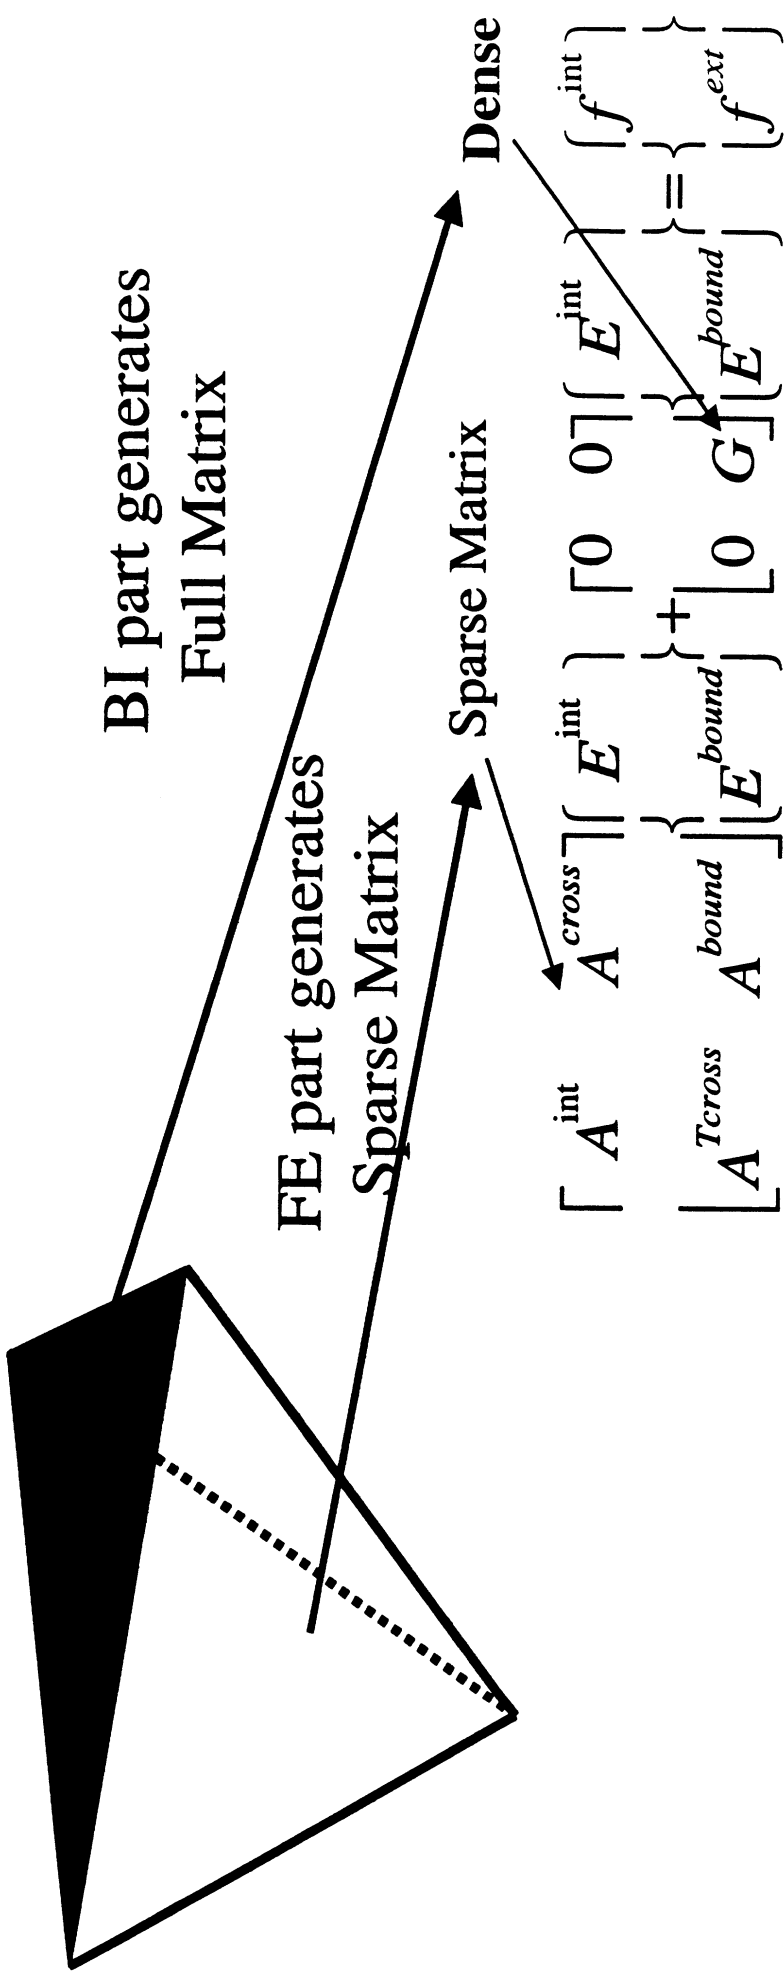 BI part generates
Full Matrix
FE part generates
Sparse Matrix
Sparse Matrix Dense
[ A^int A^cross ] { E^int } + [ 0 0 ] { E^int } = { f^int }
[ A^Tcross A^bound ] { E^bound } [ 0 G ] { E^bound } { f^ext }